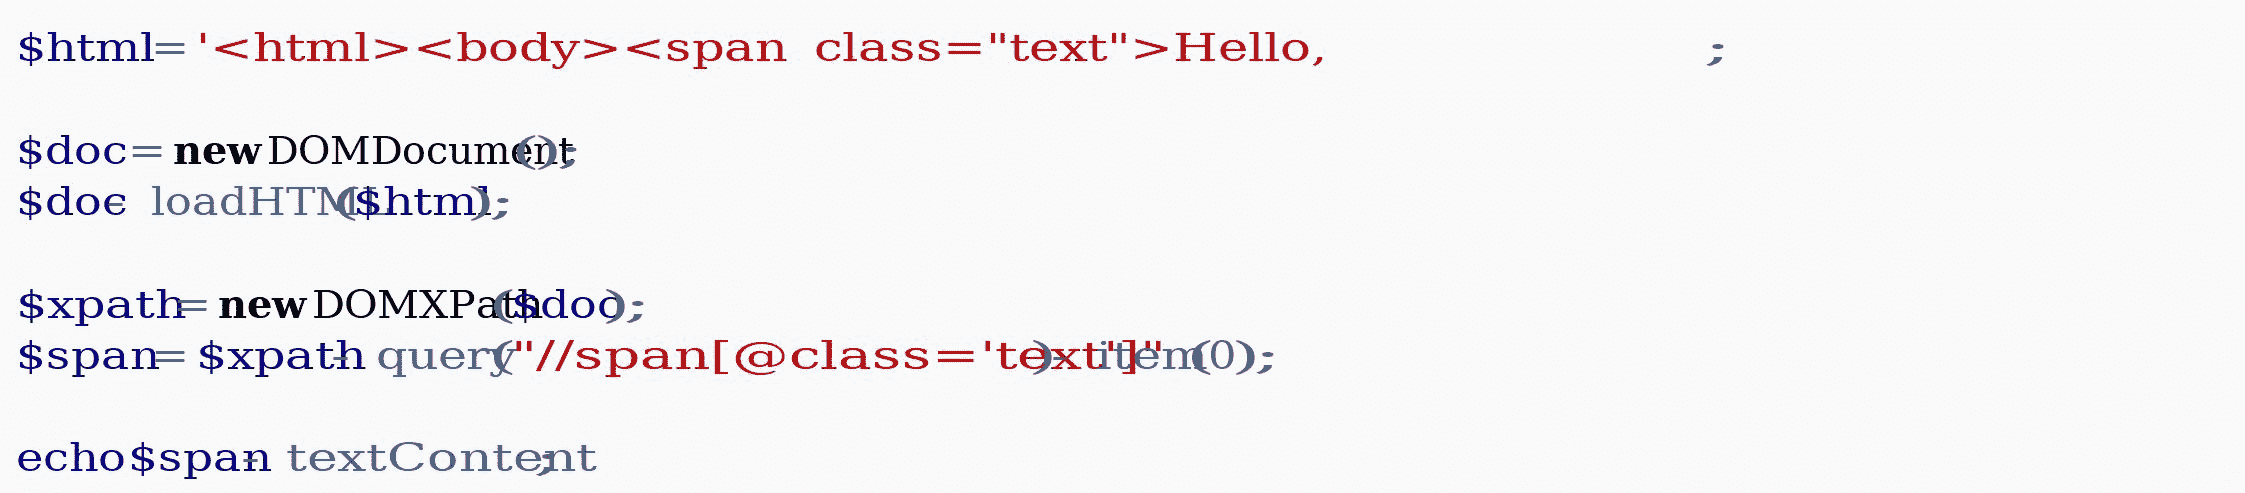 $html= '<html><body><span class="text">Hello, ;
$doc= new DOMDocument();
$doc- loadHTML($html);
$xpath= new DOMXPath($doc);
$span= $xpath- query("//span[@class='text']")- item(0);
echo $span- textContent;